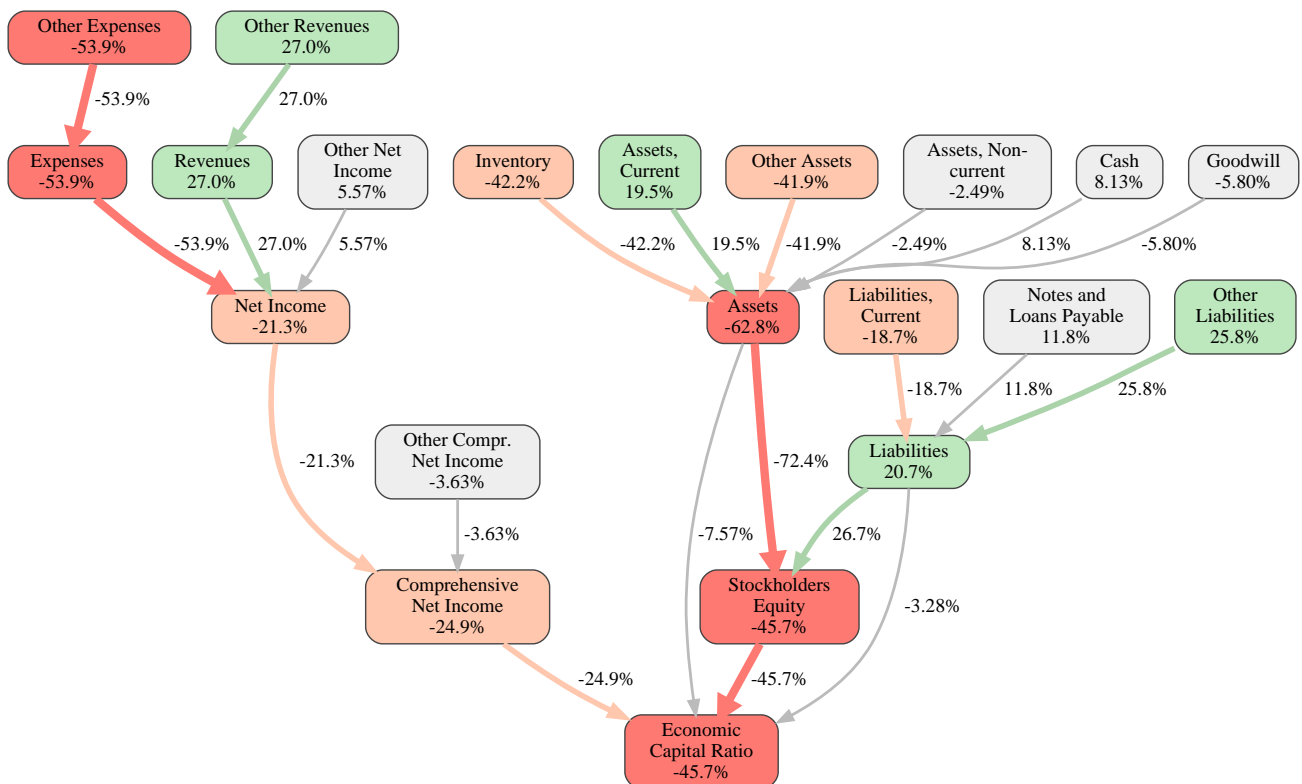 Other Expenses
-53.9%
Other Revenues
27.0%
-53.9%
27.0%
Expenses
-53.9%
Revenues
27.0%
Other Net
Income
5.57%
Inventory
-42.2%
Assets,
Current
19.5%
Other Assets
-41.9%
Assets, Non-
current
-2.49%
Cash
8.13%
Goodwill
-5.80%
-53.9%
27.0%
5.57%
-42.2%
19.5%
-41.9%
-2.49%
8.13%
-5.80%
Net Income
-21.3%
Assets
-62.8%
Liabilities,
Current
-18.7%
Notes and
Loans Payable
11.8%
Other
Liabilities
25.8%
-18.7%
11.8%
25.8%
-21.3%
Other Compr.
Net Income
-3.63%
-72.4%
Liabilities
20.7%
-3.63%
-7.57%
26.7%
-3.28%
Comprehensive
Net Income
-24.9%
Stockholders
Equity
-45.7%
-24.9%
-45.7%
Economic
Capital Ratio
-45.7%